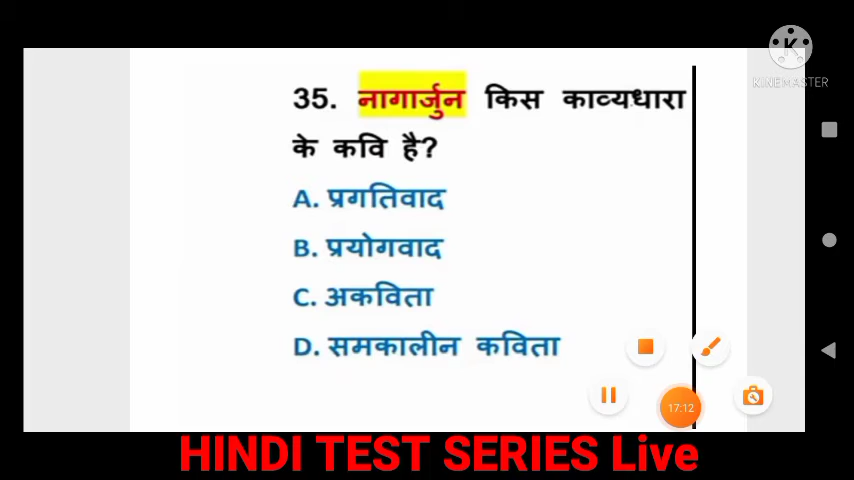 35. नागार्जुन किस काव्यधारा
के कवि है?
A. प्रगतिवाद
B. प्रयोगवाद
C. अकविता
D. समकालीन कविता
K
KINEMASTER
17:12
HINDI TEST SERIES Live